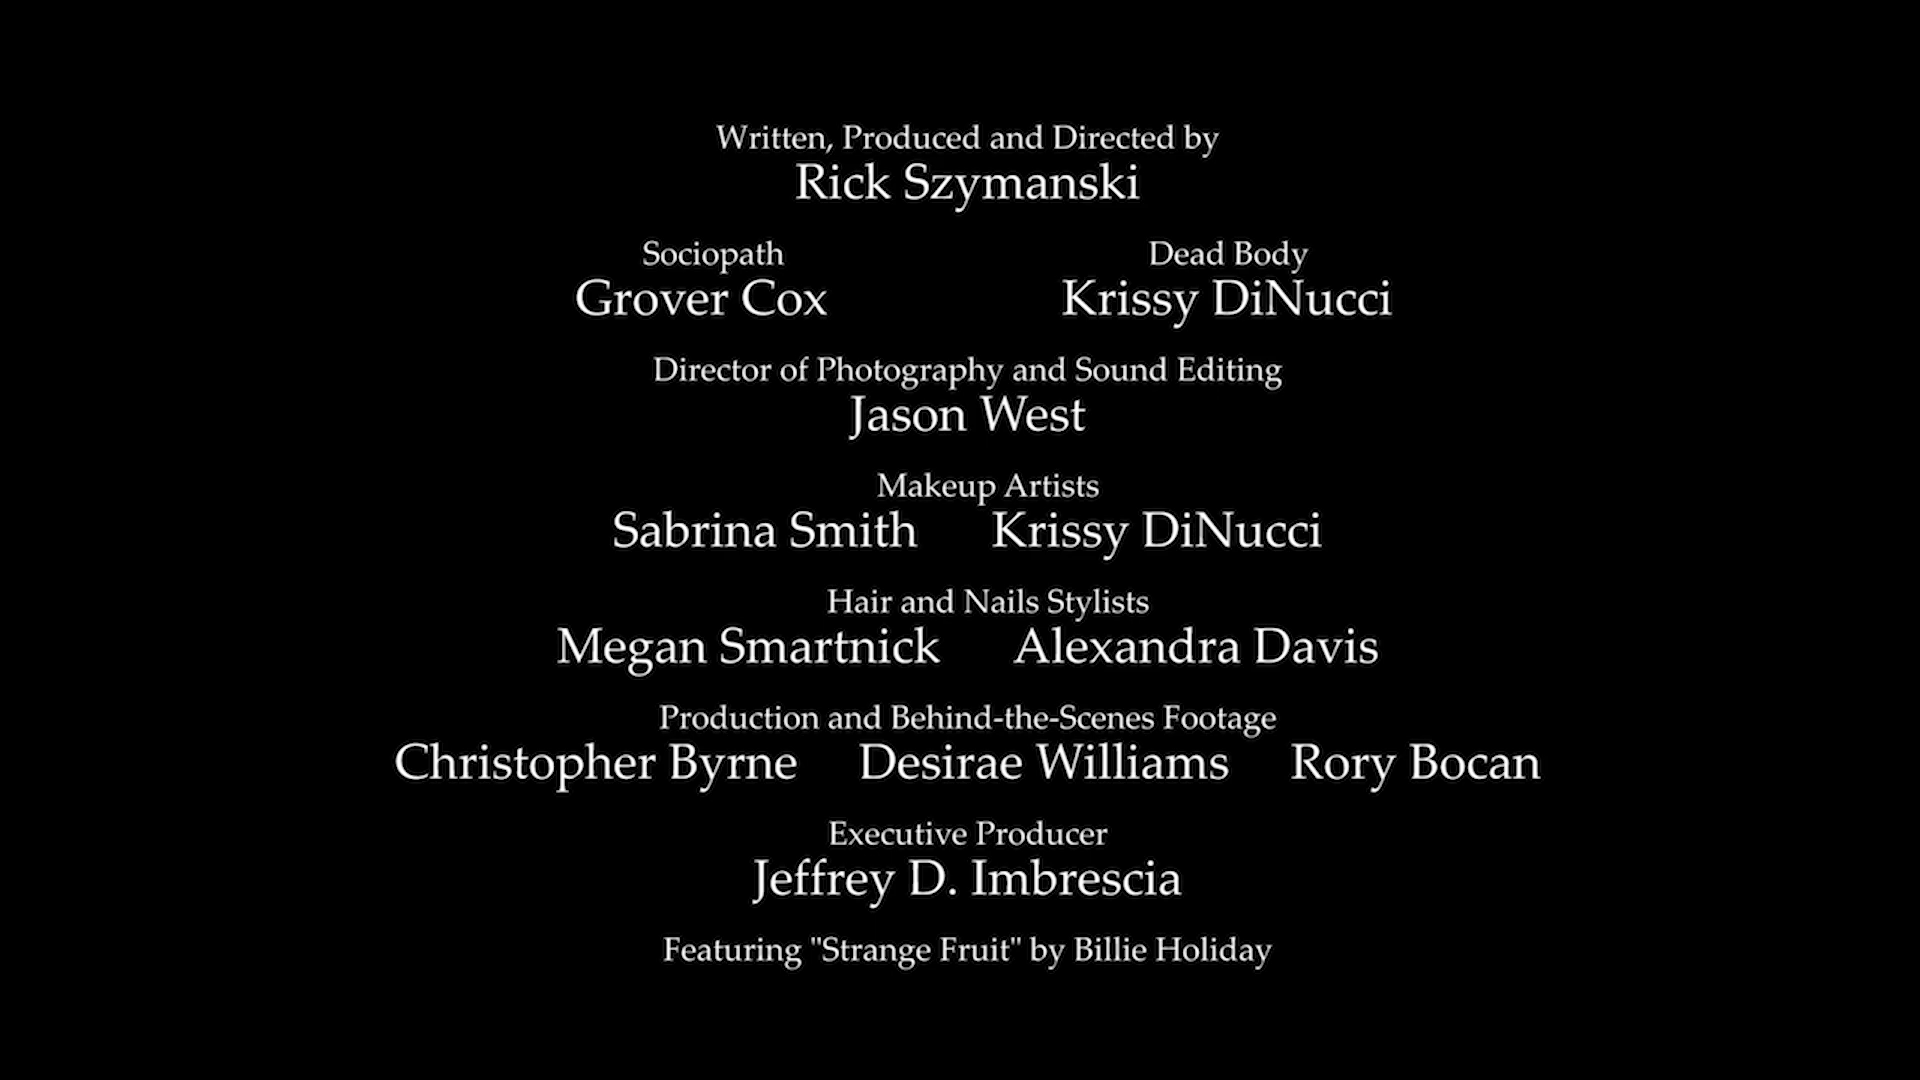 Written, Produced and Directed by
Rick Szymanski
Sociopath Dead Body
Grover Cox Krissy DiNucci
Director of Photography and Sound Editing
Jason West
Makeup Artists
Sabrina Smith Krissy DiNucci
Hair and Nails Stylists
Megan Smartnick Alexandra Davis
Production and Behind-the-Scenes Footage
Christopher Byrne Desirae Williams Rory Bocan
Executive Producer
Jeffrey D. Imbrescia
Featuring "Strange Fruit" by Billie Holiday